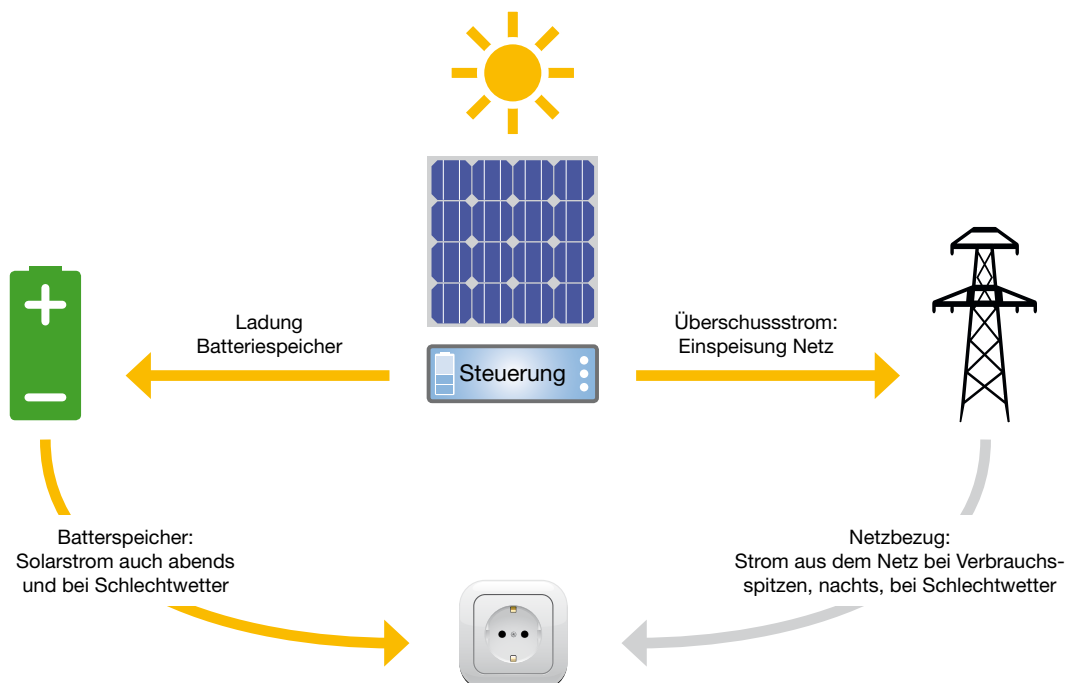 Ladung
Batteriespeicher
Steuerung
Überschussstrom:
Einspeisung Netz
Batterspeicher:
Solarstrom auch abends
und bei Schlechtwetter
Netzbezug:
Strom aus dem Netz bei Verbrauchs-
spitzen, nachts, bei Schlechtwetter